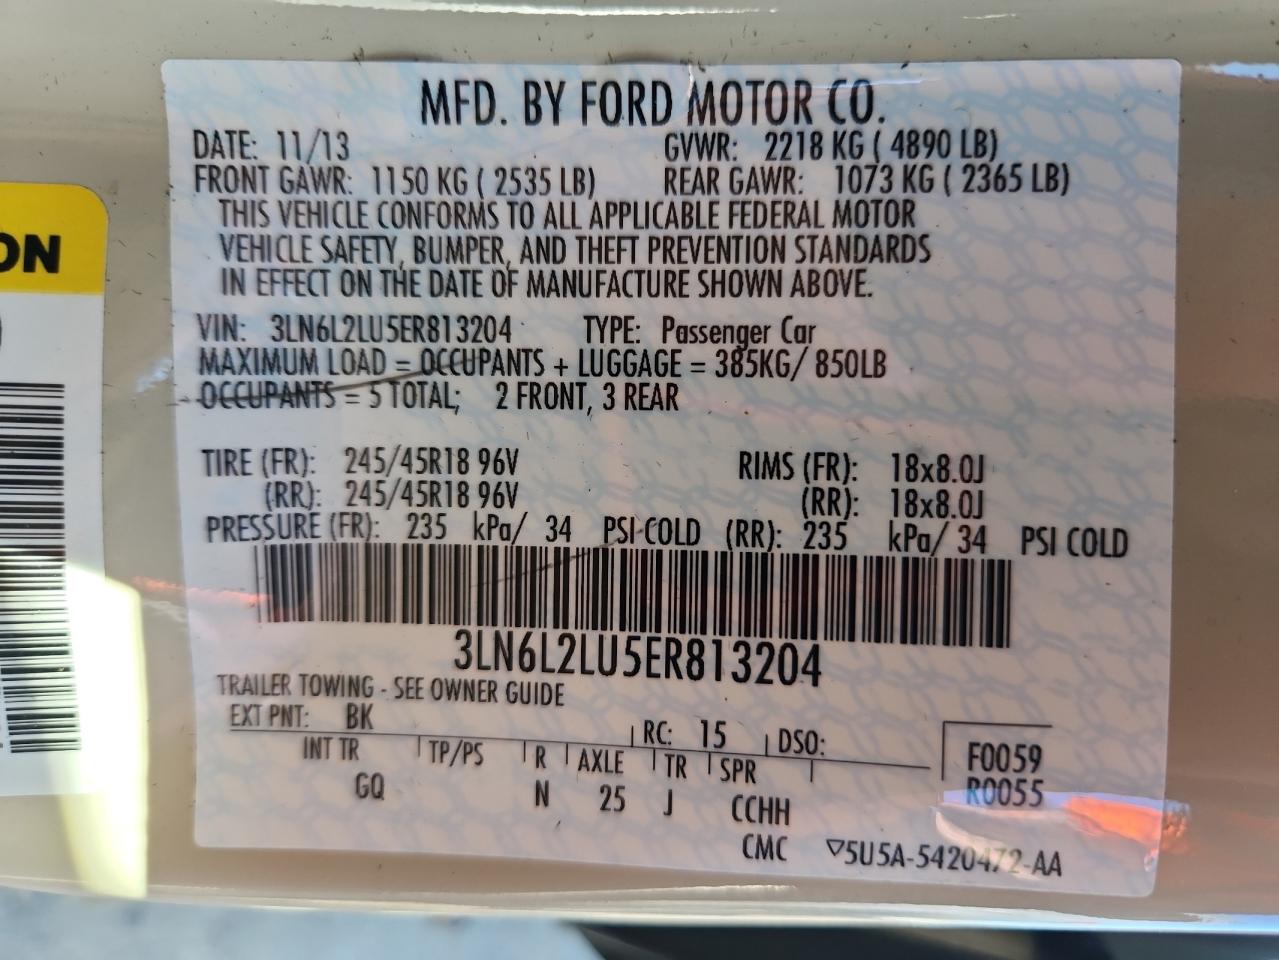 MFD. BY FORD MOTOR CO.
DATE: 11/13 GVWR: 2218 KG ( 4890 LB)
FRONT GAWR: 1150 KG ( 2535 LB) REAR GAWR: 1073 KG ( 2365 LB)
THIS VEHICLE CONFORMS TO ALL APPLICABLE FEDERAL MOTOR
VEHICLE SAFETY, BUMPER, AND THEFT PREVENTION STANDARDS
IN EFFECT ON THE DATE OF MANUFACTURE SHOWN ABOVE.
ON
VIN: 3LN6L2LU5ER813204 TYPE: Passenger Car
MAXIMUM LOAD = OCCUPANTS + LUGGAGE = 385KG/ 850LB
OCCUPANTS = 5 TOTAL; 2 FRONT, 3 REAR
TIRE (FR): 245/45R18 96V RIMS (FR): 18x8.0J
(RR): 245/45R18 96V (RR): 18x8.0J
PRESSURE (FR): 235 kPa/ 34 PSI COLD (RR): 235 kPa/ 34 PSI COLD
3LN6L2LU5ER813204
TRAILER TOWING - SEE OWNER GUIDE
EXT PNT: BK RC: 15 DSO:
INT TR TP/PS R AXLE TR SPR F0059
GQ N 25 J CCHH R0055
CMC ▽5U5A-5420472-AA